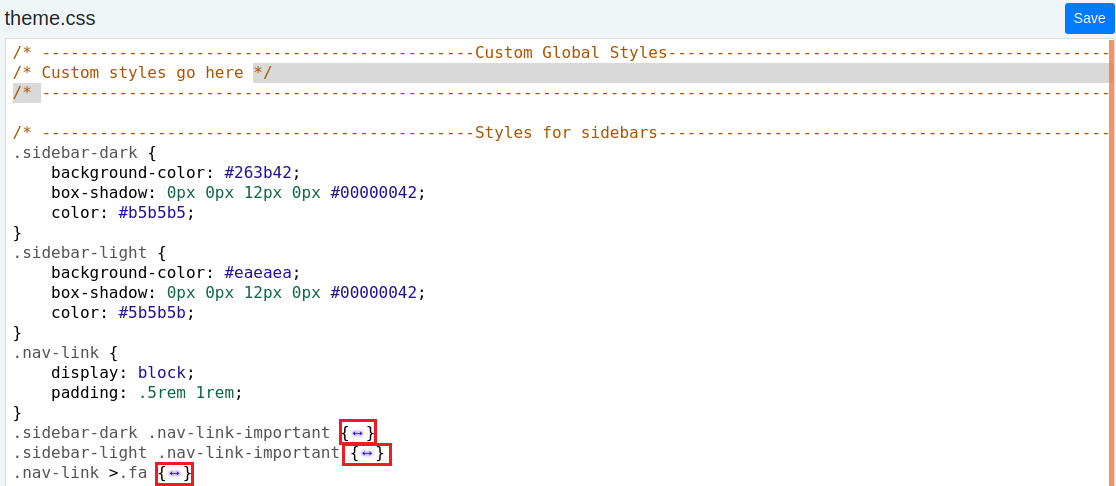 theme.css
Save
/* ---------------------------------------------Custom Global Styles----------------------------------------------
/* Custom styles go here */
/* ---------------------------------------------------------------------------------------------------------------
/* ---------------------------------------------Styles for sidebars-----------------------------------------------
.sidebar-dark {
    background-color: #263b42;
    box-shadow: 0px 0px 12px 0px #00000042;
    color: #b5b5b5;
}
.sidebar-light {
    background-color: #eaeaea;
    box-shadow: 0px 0px 12px 0px #00000042;
    color: #5b5b5b;
}
.nav-link {
    display: block;
    padding: .5rem 1rem;
}
.sidebar-dark .nav-link-important {↔}
.sidebar-light .nav-link-important {↔}
.nav-link >.fa {↔}